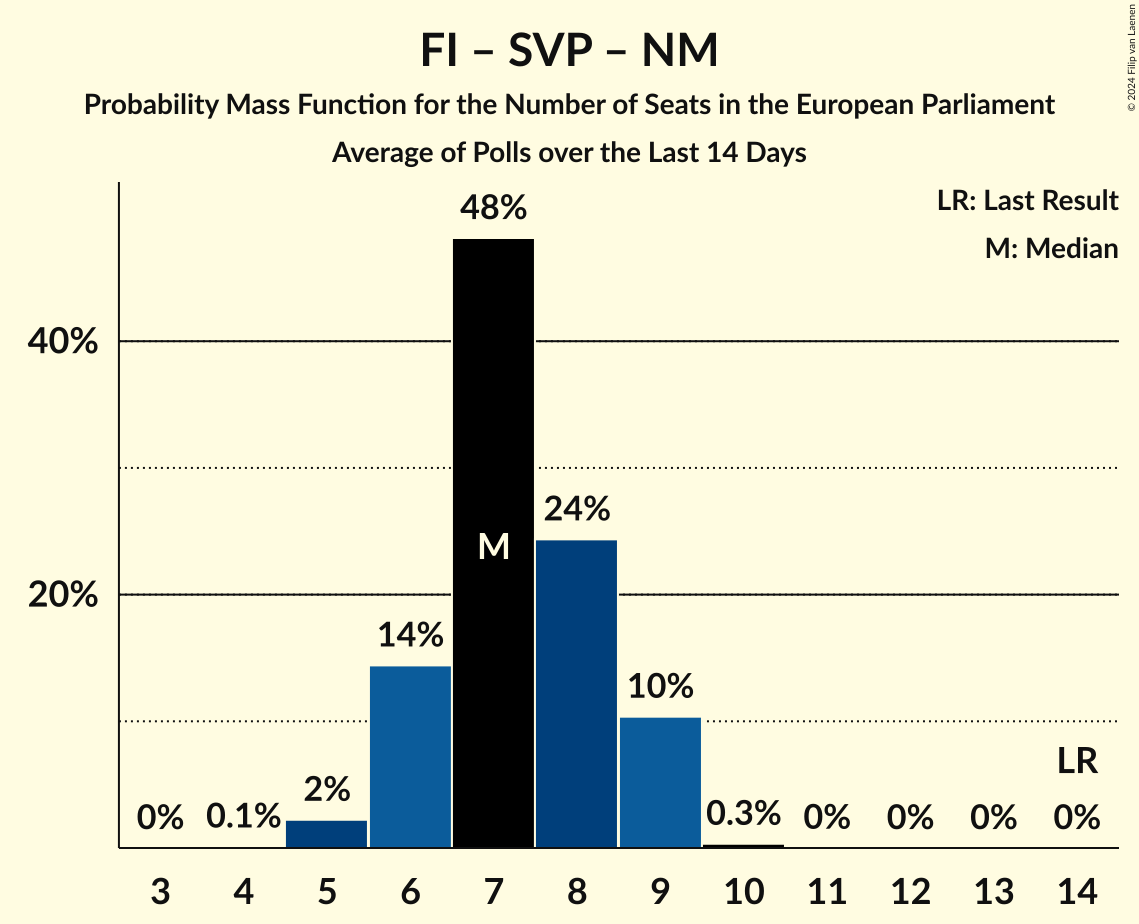 © 2024 Filip van Laenen
FI – SVP – NM
Probability Mass Function for the Number of Seats in the European Parliament
Average of Polls over the Last 14 Days
LR: Last Result
M: Median
48%
40%
M
24%
20%
14%
10%
LR
2%
0%
0.1%
0.3%
0%
0%
0%
0%
3 4 5 6 7 8 9 10 11 12 13 14